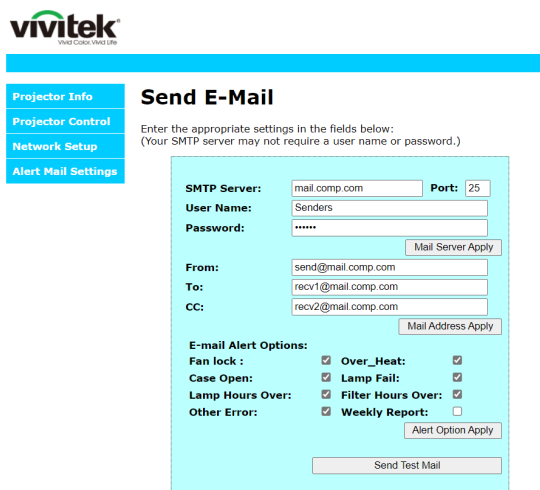 vivitek®
Vivid Color, Vivid Life
Projector Info
Projector Control
Network Setup
Alert Mail Settings
Send E-Mail
Enter the appropriate settings in the fields below:
(Your SMTP server may not require a user name or password.)
SMTP Server: mail.comp.com Port: 25
User Name: Senders
Password: ••••••
Mail Server Apply
From: send@mail.comp.com
To: recv1@mail.comp.com
CC: recv2@mail.comp.com
Mail Address Apply
E-mail Alert Options:
Fan lock : Over_Heat:
Case Open: Lamp Fail:
Lamp Hours Over: Filter Hours Over:
Other Error: Weekly Report:
Alert Option Apply
Send Test Mail